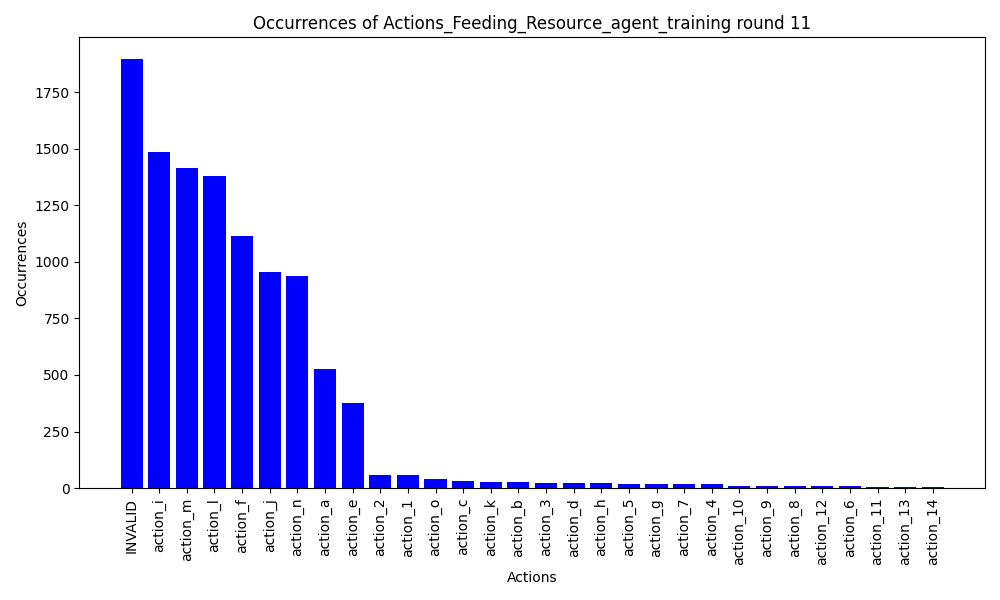 Occurrences of Actions_Feeding_Resource_agent_training round 11
Occurrences
1750
1500
1250
1000
750
500
250
0
INVALID
action_i
action_m
action_l
action_f
action_j
action_n
action_a
action_e
action_2
action_1
action_o
action_c
action_k
action_b
action_3
action_d
action_h
action_5
action_g
action_7
action_4
action_10
action_9
action_8
action_12
action_6
action_11
action_13
action_14
Actions